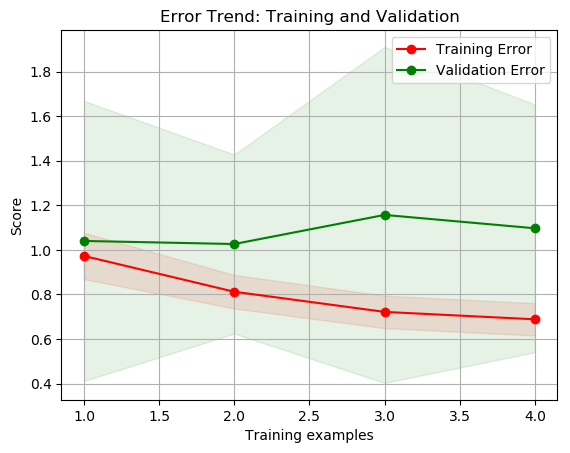 Error Trend: Training and Validation
Training Error
Validation Error
Score
1.8
1.6
1.4
1.2
1.0
0.8
0.6
0.4
1.0 1.5 2.0 2.5 3.0 3.5 4.0
Training examples